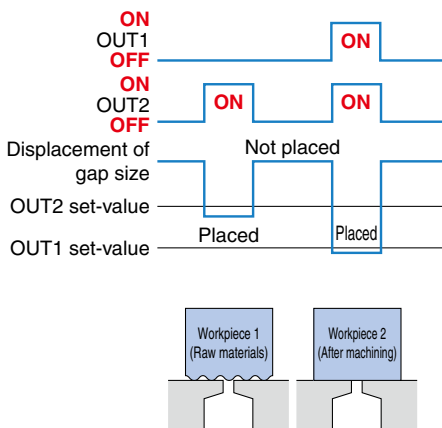 ON
OUT1
OFF
ON
ON
OUT2
OFF
ON
ON
Displacement of
gap size
Not placed
OUT2 set-value
Placed
Placed
OUT1 set-value
Workpiece 1
(Raw materials)
Workpiece 2
(After machining)